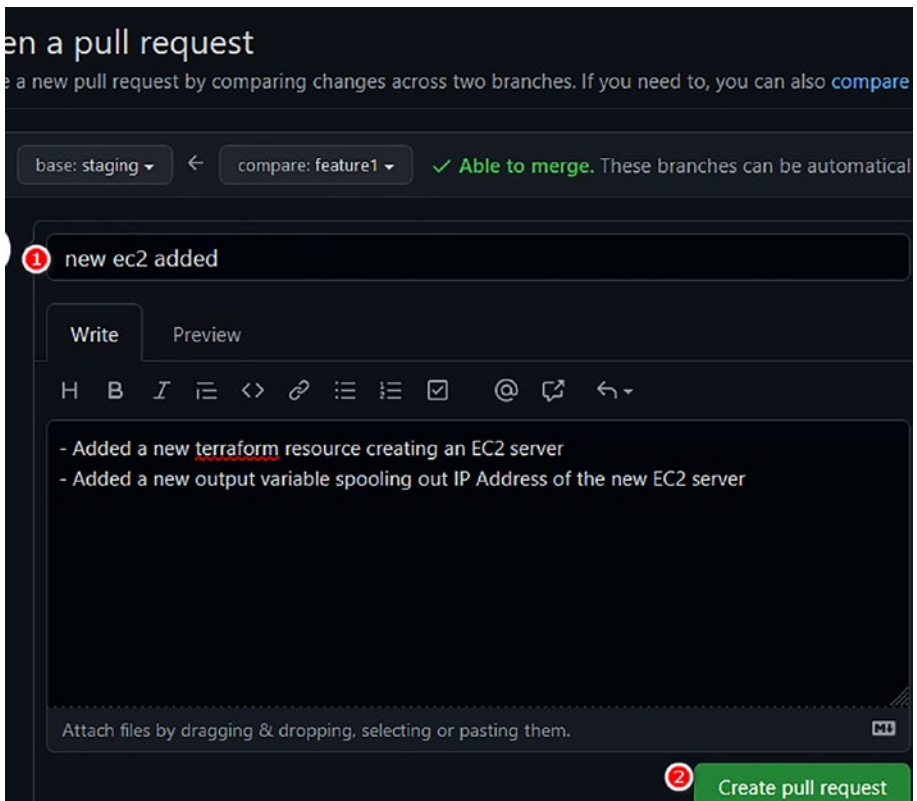 en a pull request
e a new pull request by comparing changes across two branches. If you need to, you can also compare
base: staging ← compare: feature1 ✓ Able to merge. These branches can be automatical
1 new ec2 added
Write Preview
H B I <> @
- Added a new terraform resource creating an EC2 server
- Added a new output variable spooling out IP Address of the new EC2 server
Attach files by dragging & dropping, selecting or pasting them.
2 Create pull request